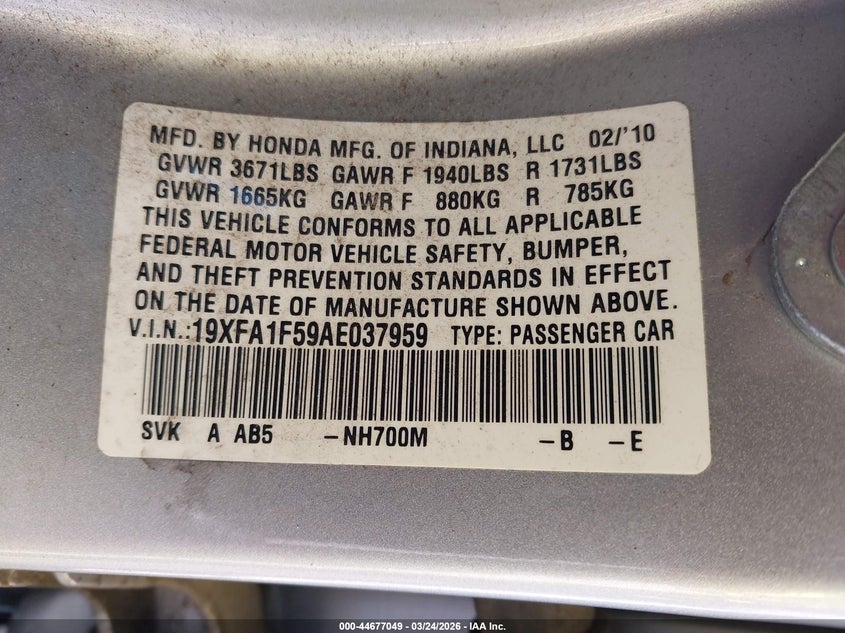 MFD. BY HONDA MFG. OF INDIANA, LLC 02/'10
GVWR 3671LBS GAWR F 1940LBS R 1731LBS
GVWR 1665KG GAWR F 880KG R 785KG
THIS VEHICLE CONFORMS TO ALL APPLICABLE
FEDERAL MOTOR VEHICLE SAFETY, BUMPER,
AND THEFT PREVENTION STANDARDS IN EFFECT
ON THE DATE OF MANUFACTURE SHOWN ABOVE.
V.I.N.:19XFA1F59AE037959 TYPE: PASSENGER CAR
SVK A AB5 -NH700M -B -E
000-44677049 - 03/24/2026 - IAA Inc.